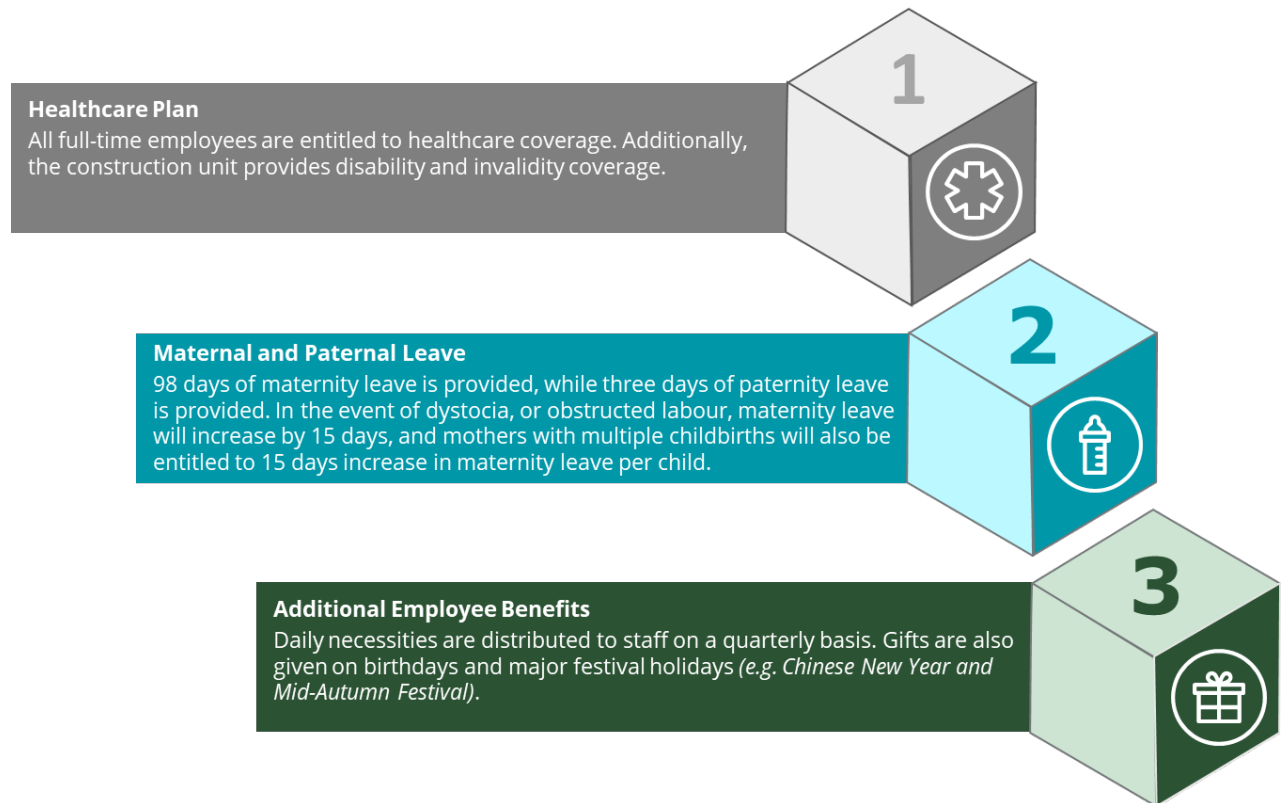 1
Healthcare Plan
All full-time employees are entitled to healthcare coverage. Additionally,
the construction unit provides disability and invalidity coverage.
2
Maternal and Paternal Leave
98 days of maternity leave is provided, while three days of paternity leave
is provided. In the event of dystocia, or obstructed labour, maternity leave
will increase by 15 days, and mothers with multiple childbirths will also be
entitled to 15 days increase in maternity leave per child.
3
Additional Employee Benefits
Daily necessities are distributed to staff on a quarterly basis. Gifts are also
given on birthdays and major festival holidays (e.g. Chinese New Year and
Mid-Autumn Festival).